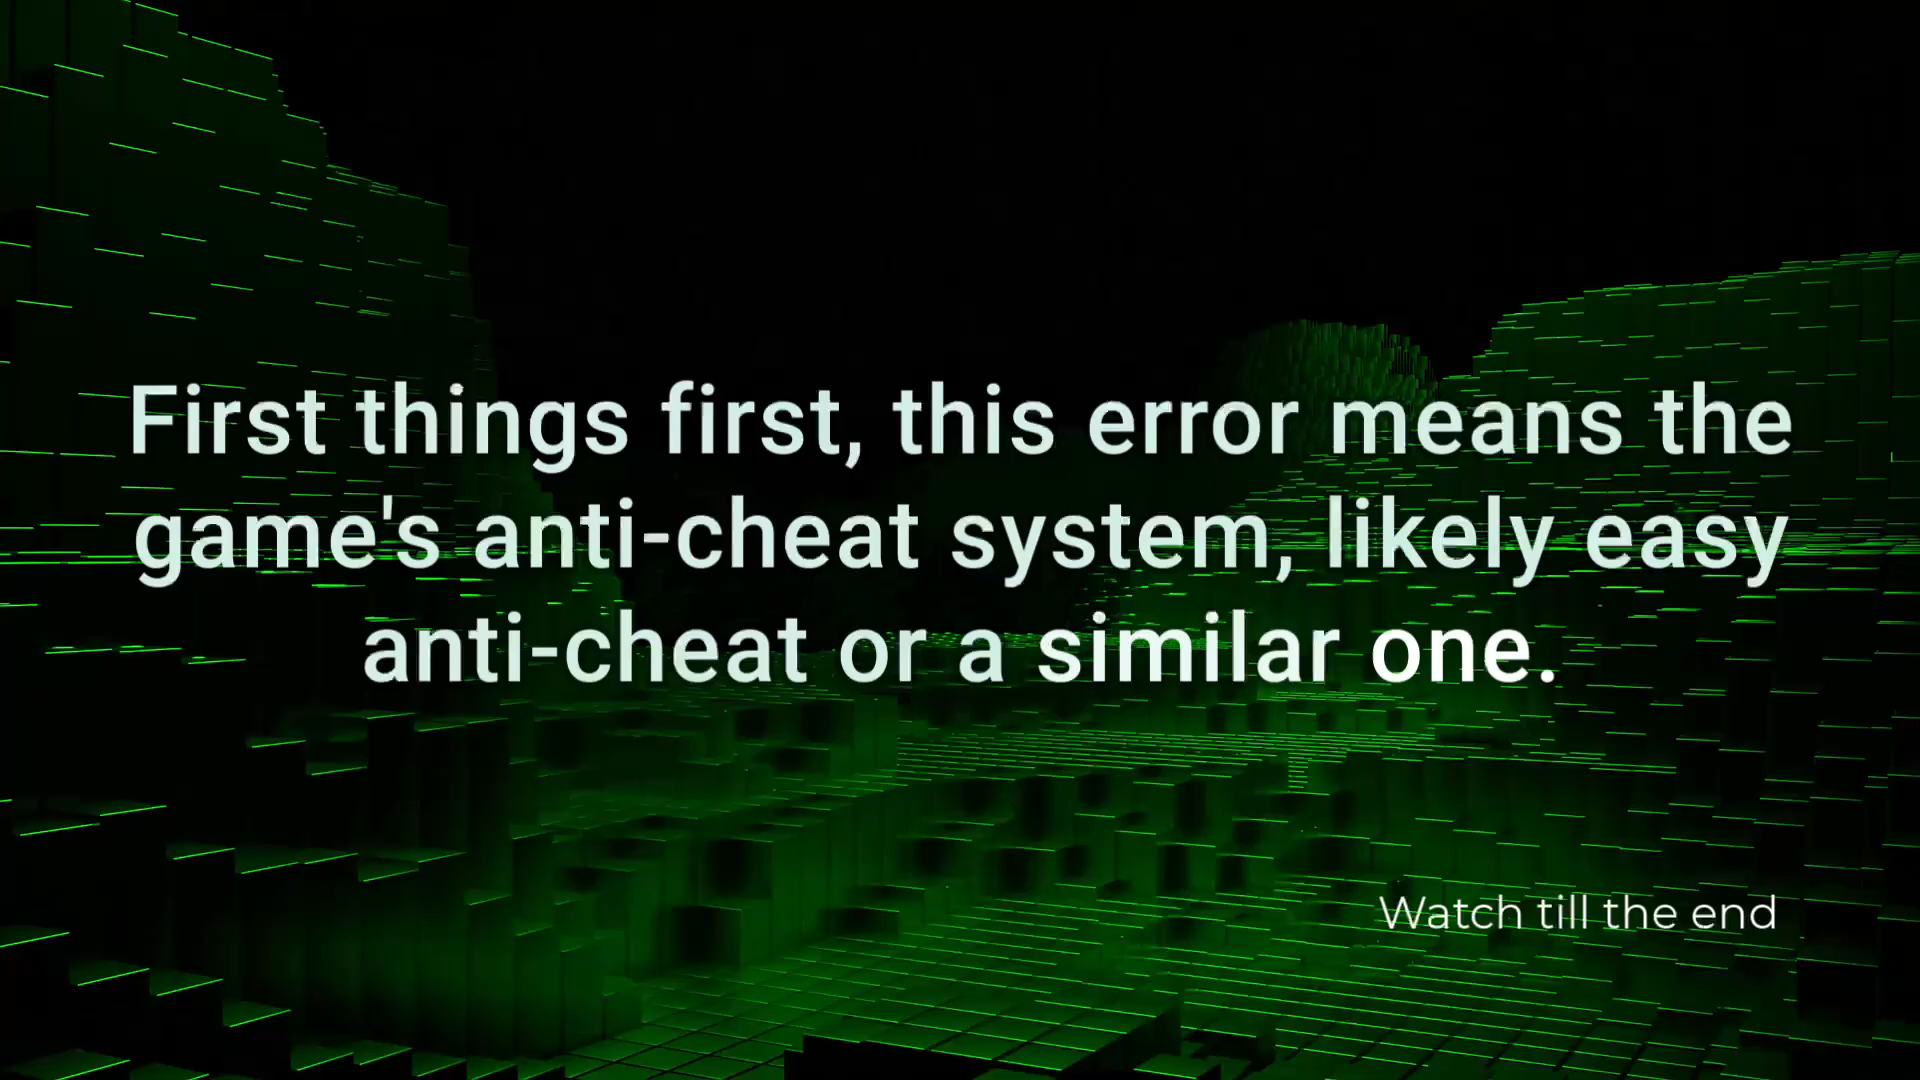 First things first, this error means the
game's anti-cheat system, likely easy
anti-cheat or a similar one.
Watch till the end